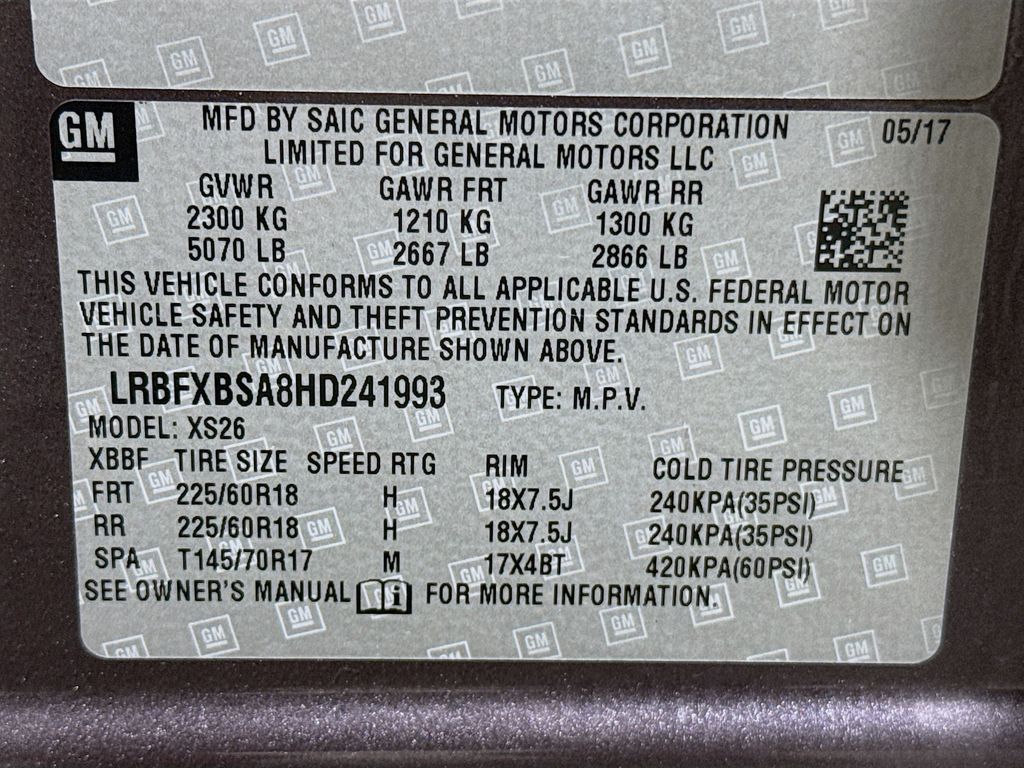 GM
MFD BY SAIC GENERAL MOTORS CORPORATION 05/17
LIMITED FOR GENERAL MOTORS LLC
GVWR GAWR FRT GAWR RR
2300 KG 1210 KG 1300 KG
5070 LB 2667 LB 2866 LB
THIS VEHICLE CONFORMS TO ALL APPLICABLE U.S. FEDERAL MOTOR
VEHICLE SAFETY AND THEFT PREVENTION STANDARDS IN EFFECT ON
THE DATE OF MANUFACTURE SHOWN ABOVE.
LRBFXBSA8HD241993 TYPE: M.P.V.
MODEL: XS26
XBBF TIRE SIZE SPEED RTG RIM COLD TIRE PRESSURE
FRT 225/60R18 H 18X7.5J 240KPA(35PSI)
RR 225/60R18 H 18X7.5J 240KPA(35PSI)
SPA T145/70R17 M 17X4BT 420KPA(60PSI)
SEE OWNER'S MANUAL i FOR MORE INFORMATION.